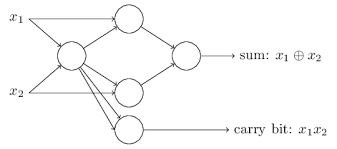 x₁
sum: x₁ ⊕ x₂
x₂
carry bit: x₁x₂